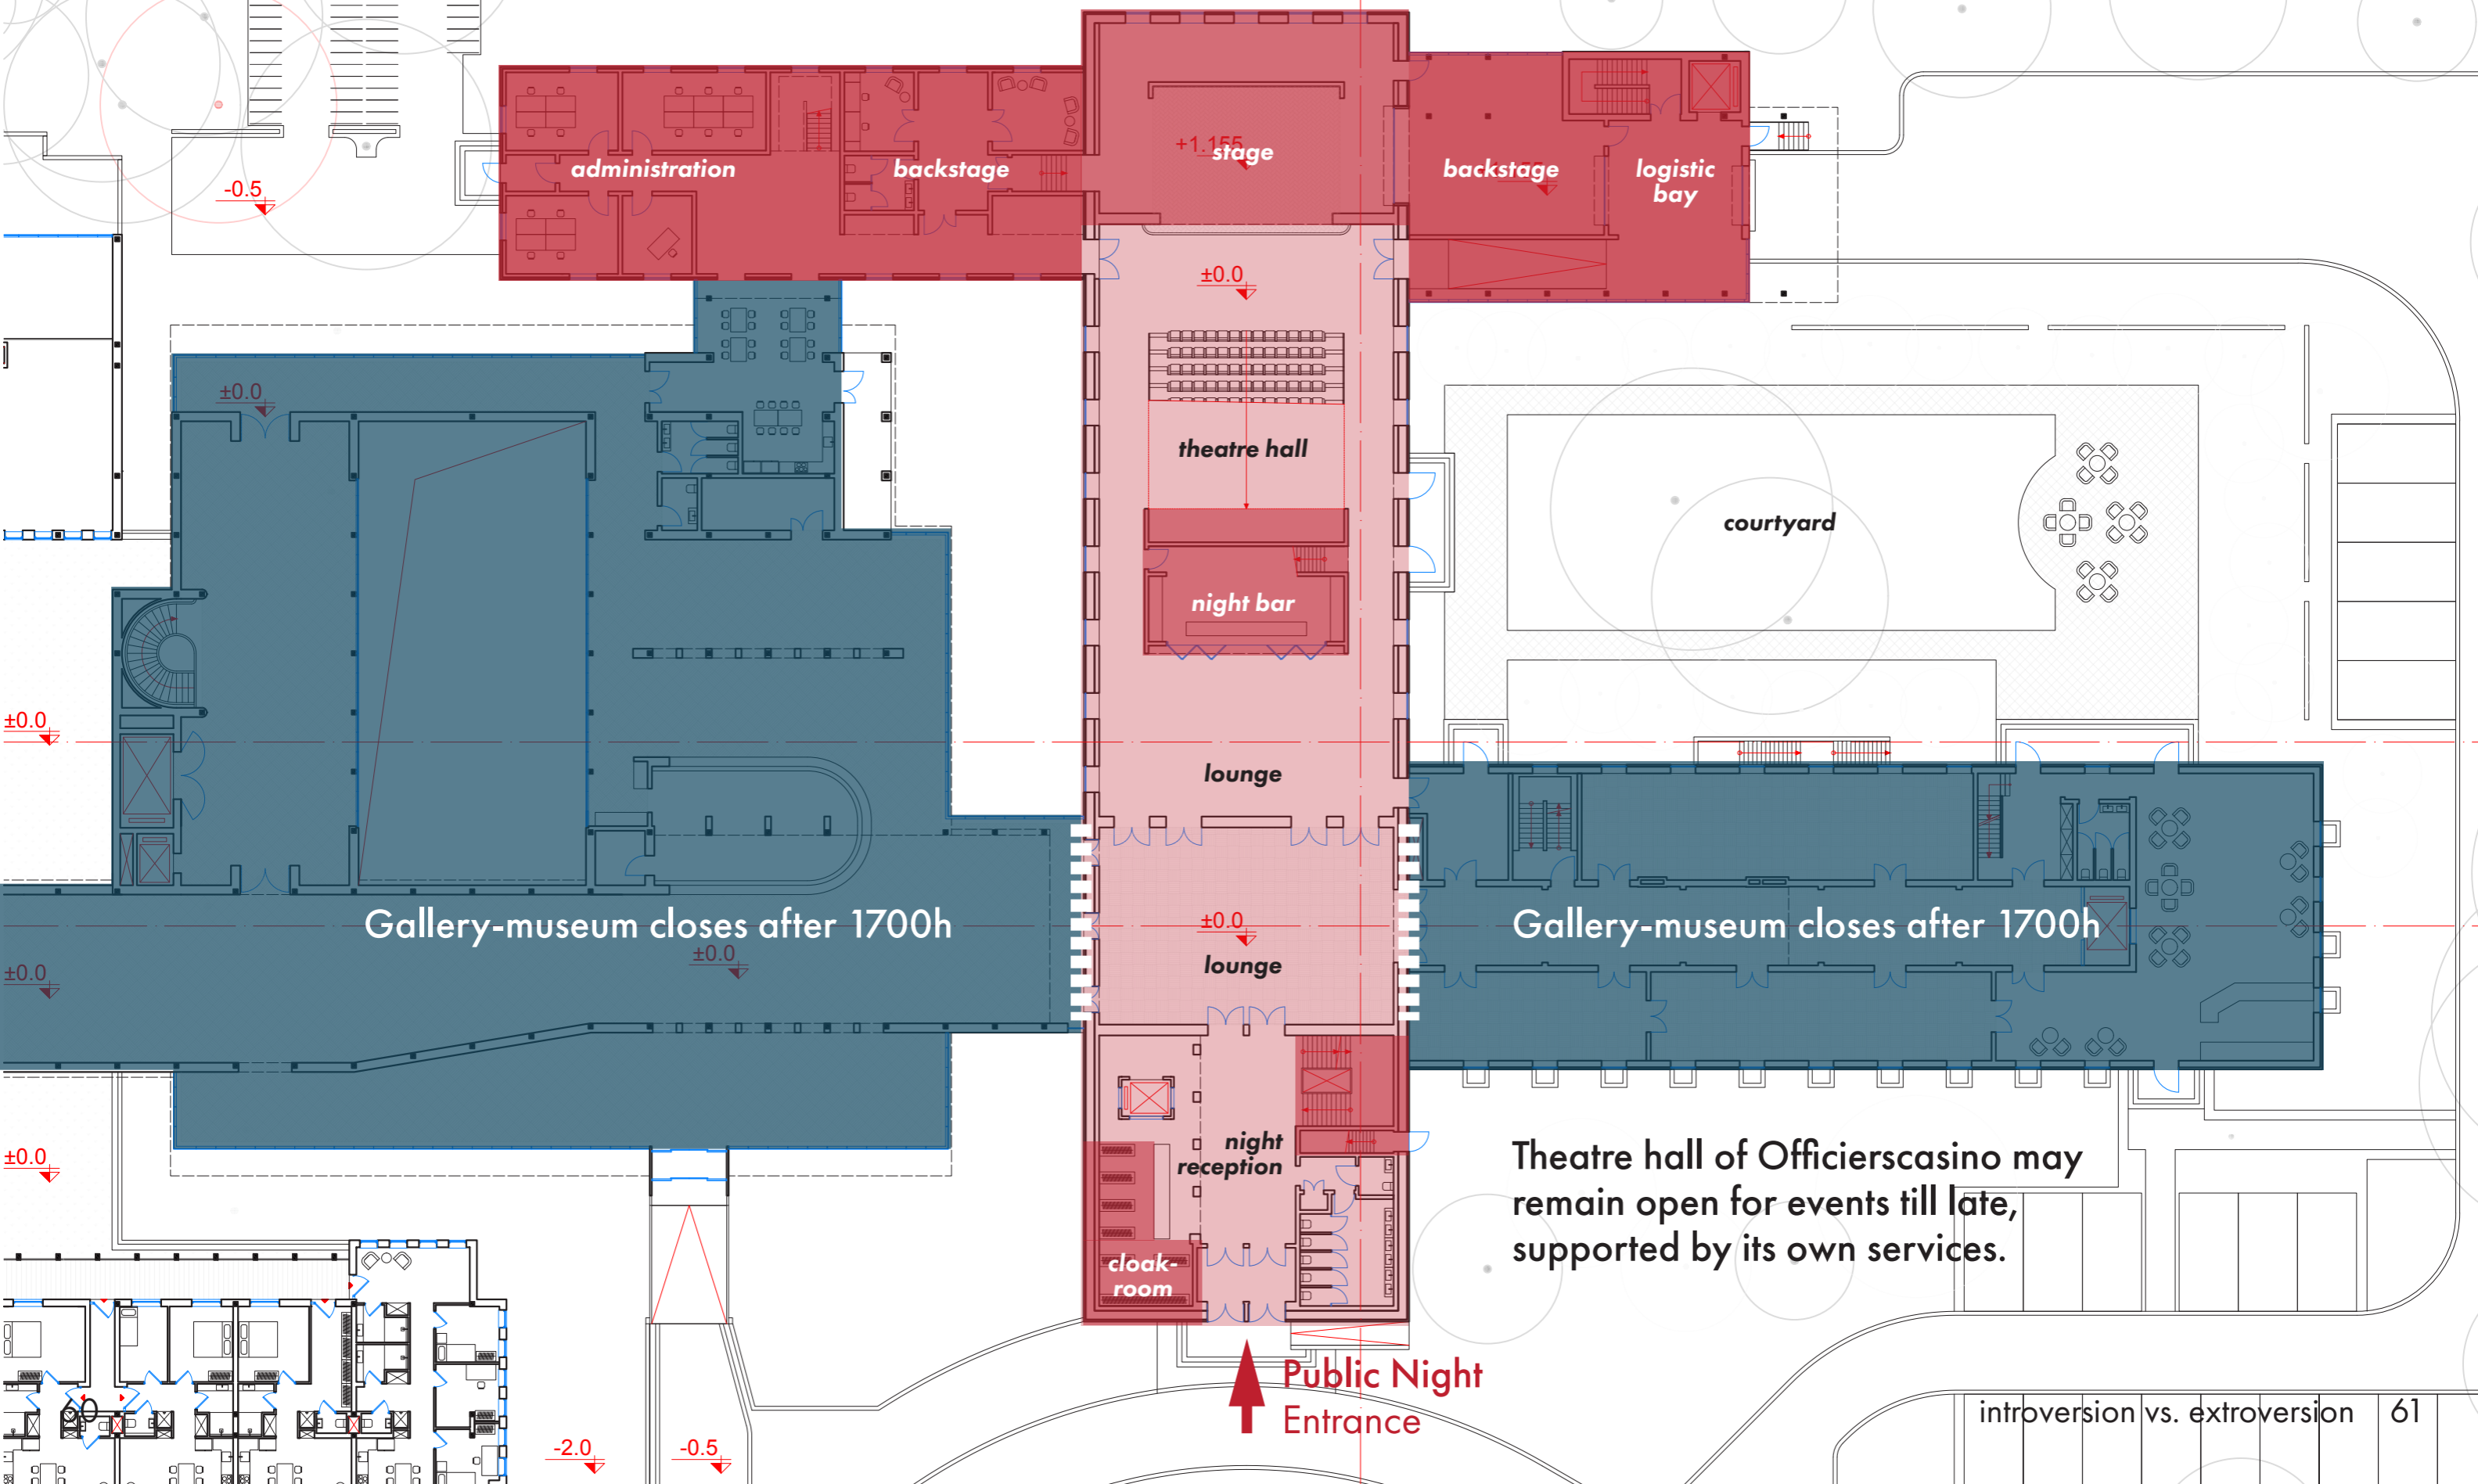 +1.155
stage
administration
backstage
backstage
logistic
bay
-0.5
±0.0
±0.0
theatre hall
courtyard
night bar
±0.0
lounge
Gallery-museum closes after 1700h
±0.0
Gallery-museum closes after 1700h
±0.0
±0.0
lounge
night
reception
±0.0
Theatre hall of Officierscasino may
remain open for events till late,
supported by its own services.
cloak-
room
Public Night
Entrance
60
-2.0
-0.5
introversion vs. extroversion 61